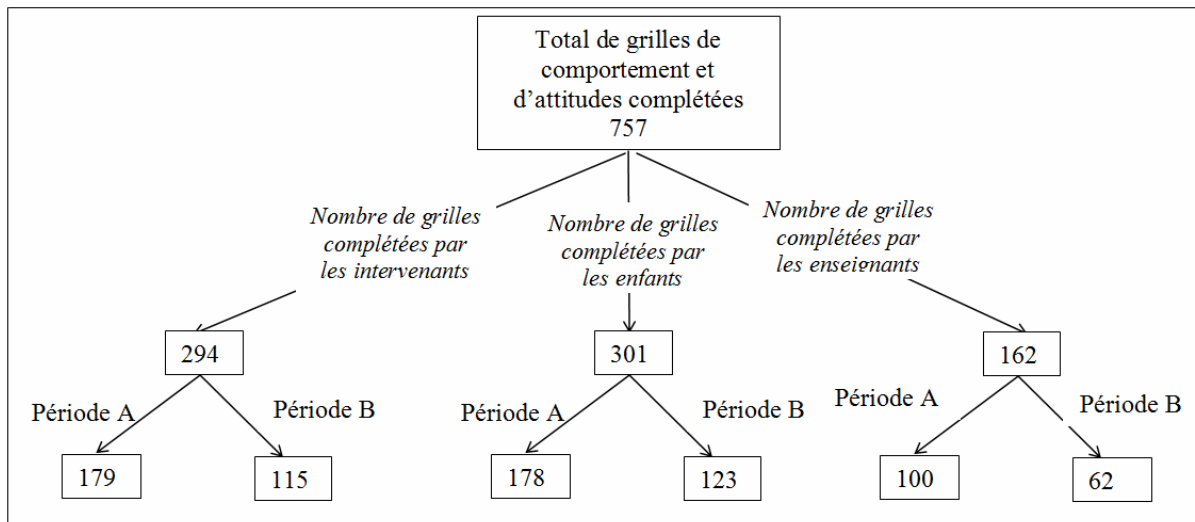 Total de grilles de
comportement et
d'attitudes complétées
757
Nombre de grilles
complétées par
les intervenants
Nombre de grilles
complétées par
les enfants
Nombre de grilles
complétées par
les enseignants
294
301
162
Période A
Période B
Période A
Période B
Période A
Période B
179
115
178
123
100
62